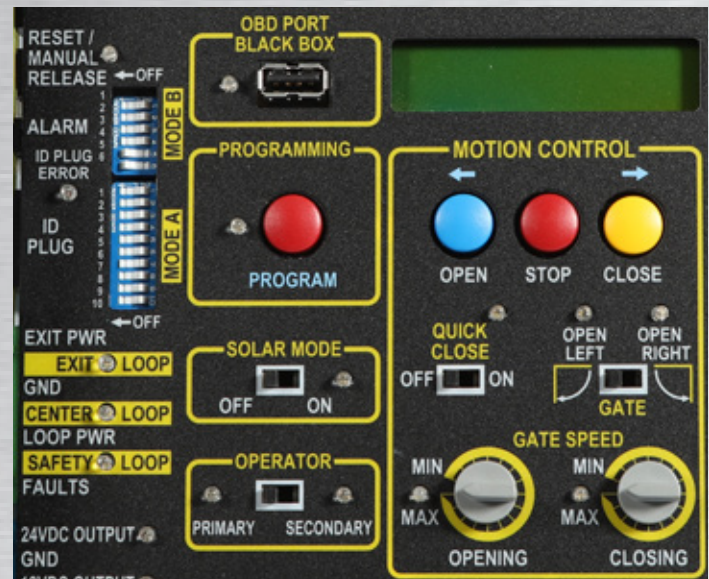 RESET /
MANUAL
RELEASE
←OFF
1
2
3
4
5
6
MODE B
ALARM
ID PLUG
ERROR
ID
PLUG
1
2
3
4
5
6
7
8
9
10
MODE A
←OFF
EXIT PWR
EXIT LOOP
GND
CENTER LOOP
LOOP PWR
SAFETY LOOP
FAULTS
24VDC OUTPUT
GND
OBD PORT
BLACK BOX
PROGRAMMING
PROGRAM
SOLAR MODE
OFF ON
OPERATOR
PRIMARY SECONDARY
MOTION CONTROL
← →
OPEN STOP CLOSE
QUICK
CLOSE
OFF ON
OPEN
LEFT
OPEN
RIGHT
GATE
GATE SPEED
MIN
MAX
OPENING
MIN
MAX
CLOSING